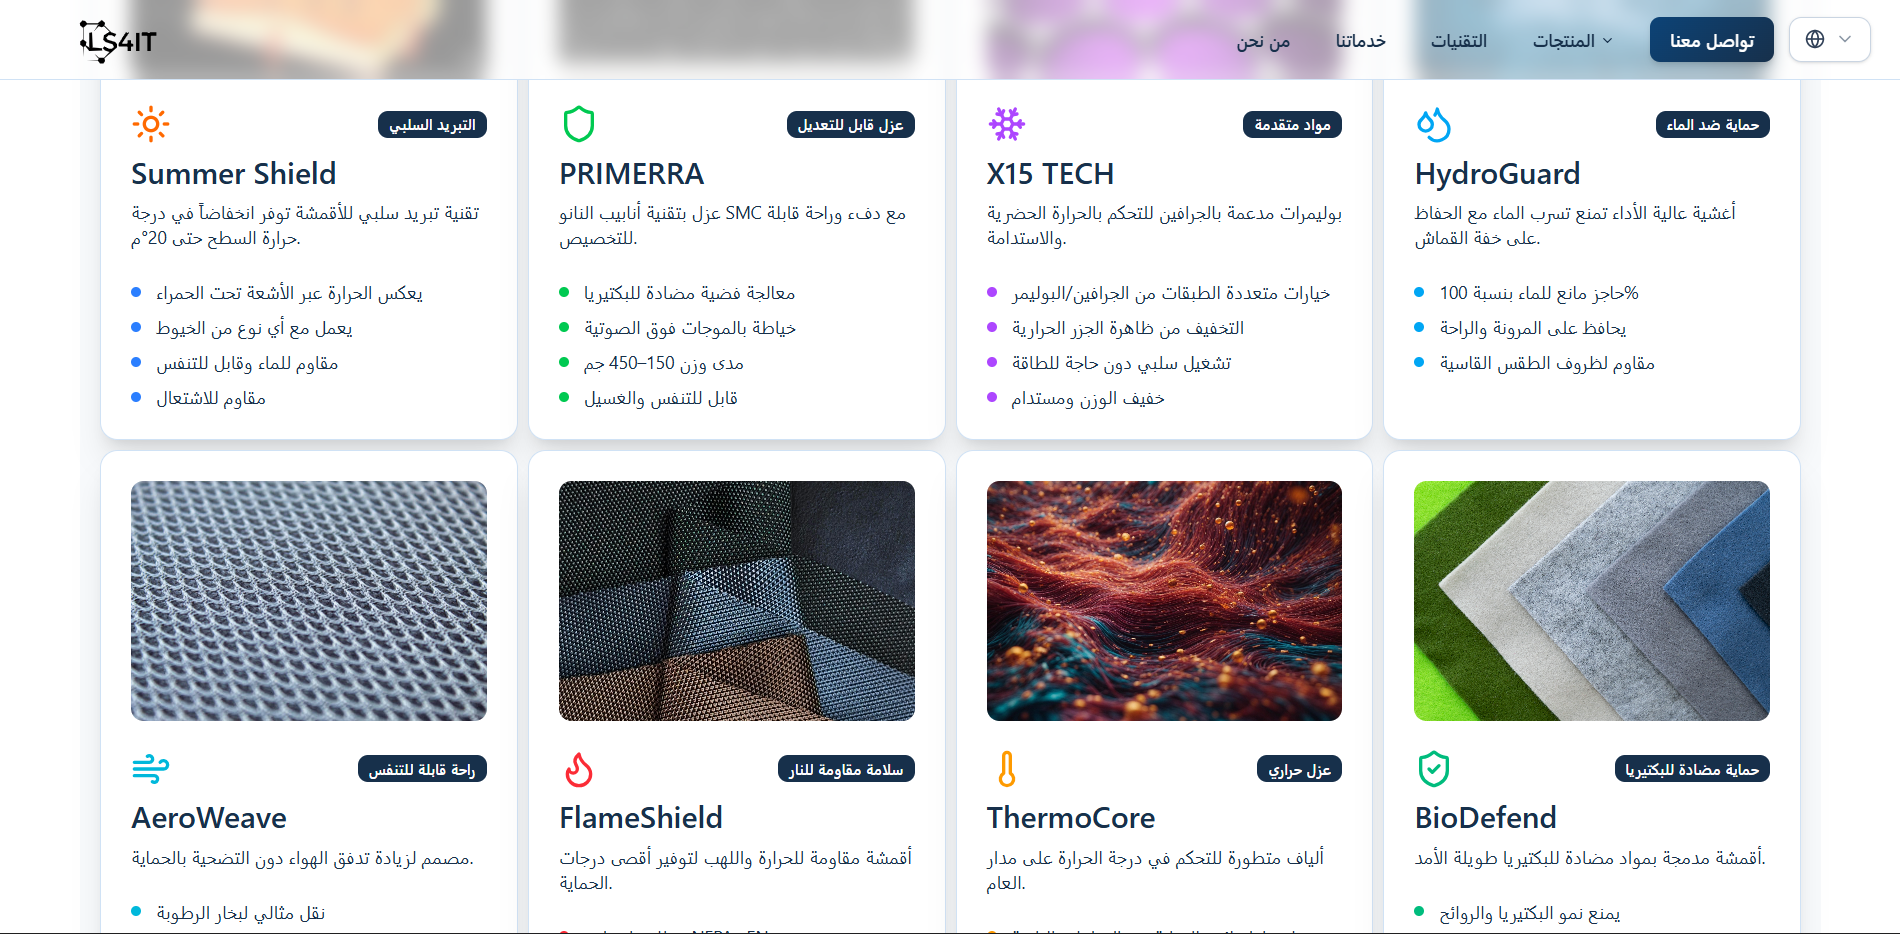 LS4IT
من نحن
خدماتنا
التقنيات
المنتجات
تواصل معنا
التبريد السلبي
Summer Shield
تقنية تبريد سلبي للأقمشة توفر انخفاضاً في درجة
حرارة السطح حتى 20°م.
يعكس الحرارة عبر الأشعة تحت الحمراء
يعمل مع أي نوع من الخيوط
مقاوم للماء وقابل للتنفس
مقاوم للاشتعال
عزل قابل للتعديل
PRIMERRA
عزل بتقنية أنابيب النانو SMC مع دفء وراحة قابلة
للتخصيص.
معالجة فضية مضادة للبكتيريا
خياطة بالموجات فوق الصوتية
مدى وزن 150–450 جم
قابل للتنفس والغسيل
مواد متقدمة
X15 TECH
بوليمرات مدعمة بالجرافين للتحكم بالحرارة الحضرية
والاستدامة.
خيارات متعددة الطبقات من الجرافين/البوليمر
التخفيف من ظاهرة الجزر الحرارية
تشغيل سلبي دون حاجة للطاقة
خفيف الوزن ومستدام
حماية ضد الماء
HydroGuard
أغشية عالية الأداء تمنع تسرب الماء مع الحفاظ
على خفة القماش.
حاجز مانع للماء بنسبة 100%
يحافظ على المرونة والراحة
مقاوم لظروف الطقس القاسية
راحة قابلة للتنفس
AeroWeave
مصمم لزيادة تدفق الهواء دون التضحية بالحماية.
نقل مثالي لبخار الرطوبة
سلامة مقاومة للنار
FlameShield
أقمشة مقاومة للحرارة واللهب لتوفير أقصى درجات
الحماية.
عزل حراري
ThermoCore
ألياف متطورة للتحكم في درجة الحرارة على مدار
العام.
حماية مضادة للبكتيريا
BioDefend
أقمشة مدمجة بمواد مضادة للبكتيريا طويلة الأمد.
يمنع نمو البكتيريا والروائح